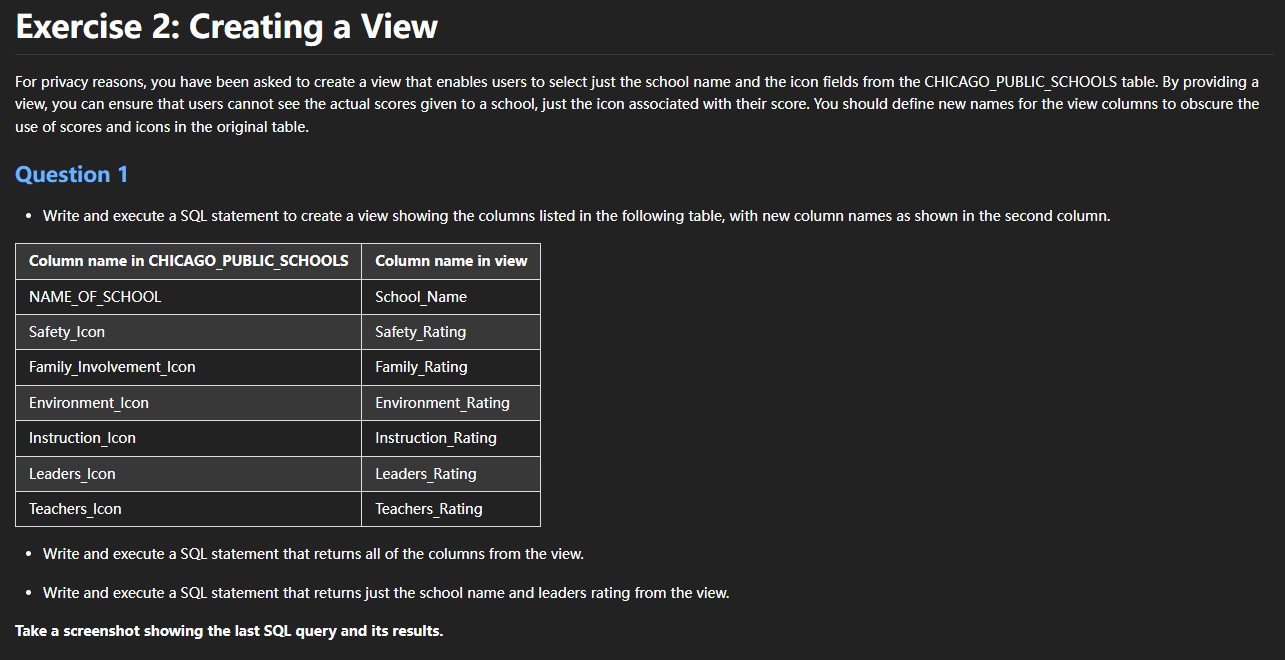 Exercise 2: Creating a View
For privacy reasons, you have been asked to create a view that enables users to select just the school name and the icon fields from the CHICAGO_PUBLIC_SCHOOLS table. By providing a
view, you can ensure that users cannot see the actual scores given to a school, just the icon associated with their score. You should define new names for the view columns to obscure the
use of scores and icons in the original table.
Question 1
• Write and execute a SQL statement to create a view showing the columns listed in the following table, with new column names as shown in the second column.
Column name in CHICAGO_PUBLIC_SCHOOLS Column name in view
NAME_OF_SCHOOL School_Name
Safety_Icon Safety_Rating
Family_Involvement_Icon Family_Rating
Environment_Icon Environment_Rating
Instruction_Icon Instruction_Rating
Leaders_Icon Leaders_Rating
Teachers_Icon Teachers_Rating
• Write and execute a SQL statement that returns all of the columns from the view.
• Write and execute a SQL statement that returns just the school name and leaders rating from the view.
Take a screenshot showing the last SQL query and its results.